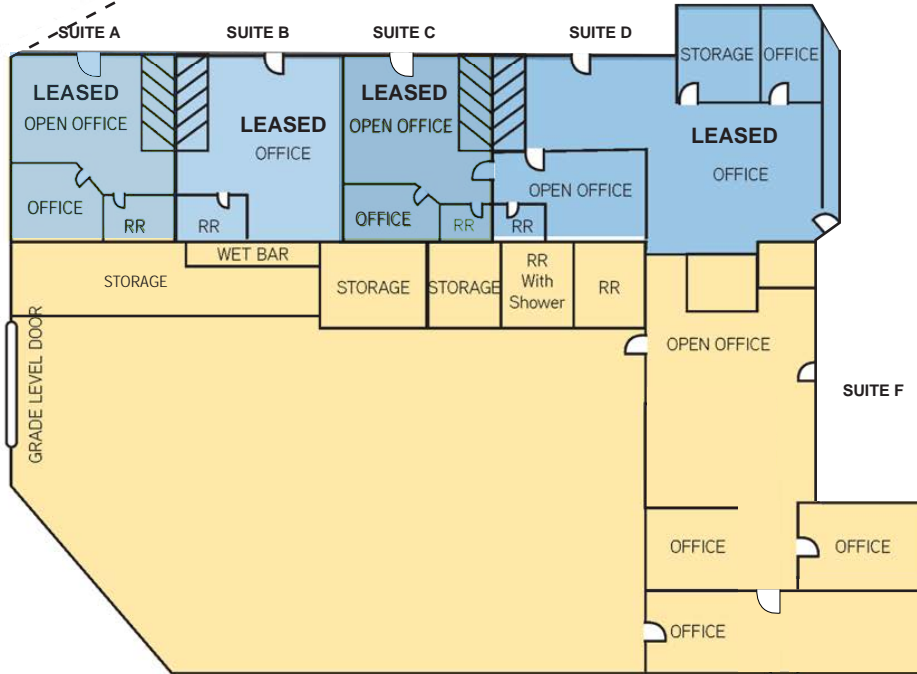 SUITE A
SUITE B
SUITE C
SUITE D
STORAGE
OFFICE
LEASED
OPEN OFFICE
LEASED
OFFICE
LEASED
OPEN OFFICE
LEASED
OFFICE
OPEN OFFICE
OFFICE
RR
RR
OFFICE
RR
RR
STORAGE
WET BAR
STORAGE
STORAGE
RR
With
Shower
RR
OPEN OFFICE
GRADE LEVEL DOOR
SUITE F
OFFICE
OFFICE
OFFICE